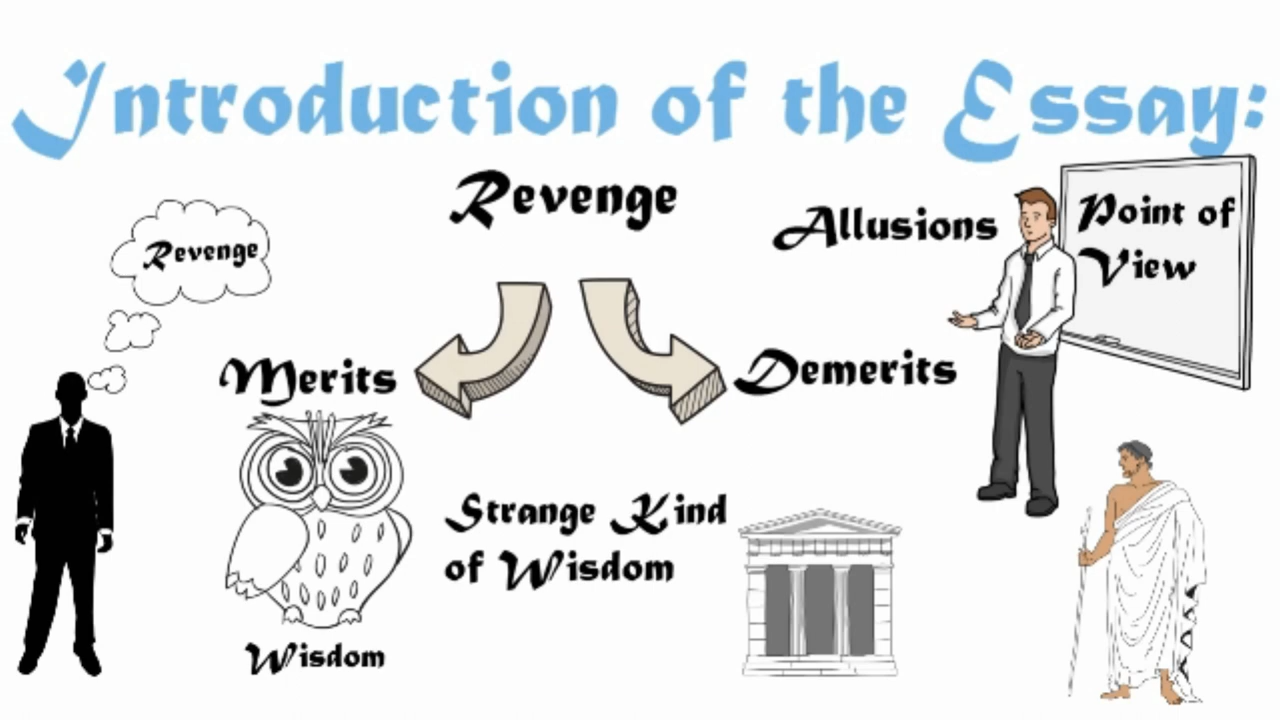 Introduction of the Essay:
Revenge
Revenge
Allusions
Point of
View
Merits
Demerits
Strange Kind
of Wisdom
Wisdom